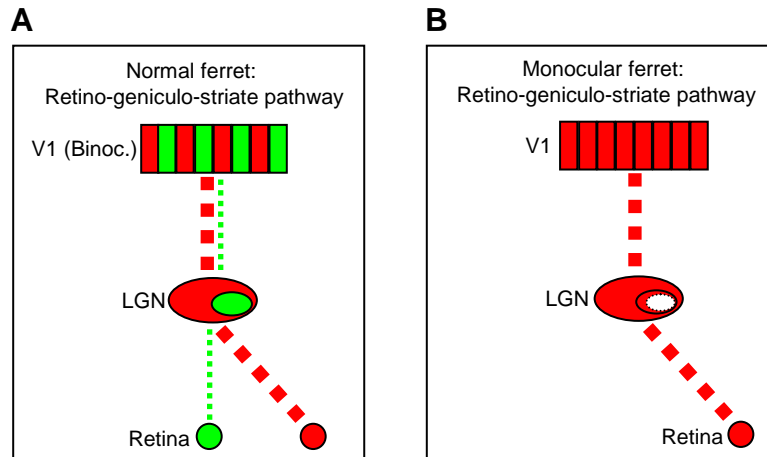 A
Normal ferret:
Retino-geniculo-striate pathway
V1 (Binoc.)
LGN
Retina
B
Monocular ferret:
Retino-geniculo-striate pathway
V1
LGN
Retina